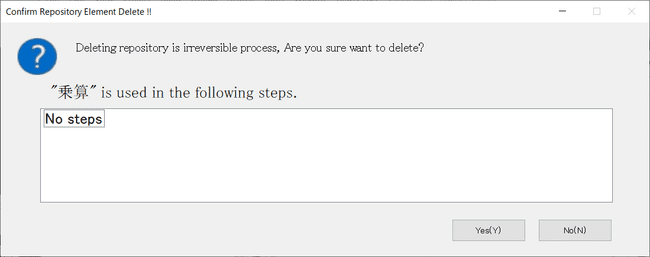 Confirm Repository Element Delete !!
Deleting repository is irreversible process, Are you sure want to delete?
"乗算" is used in the following steps.
No steps
Yes(Y) No(N)